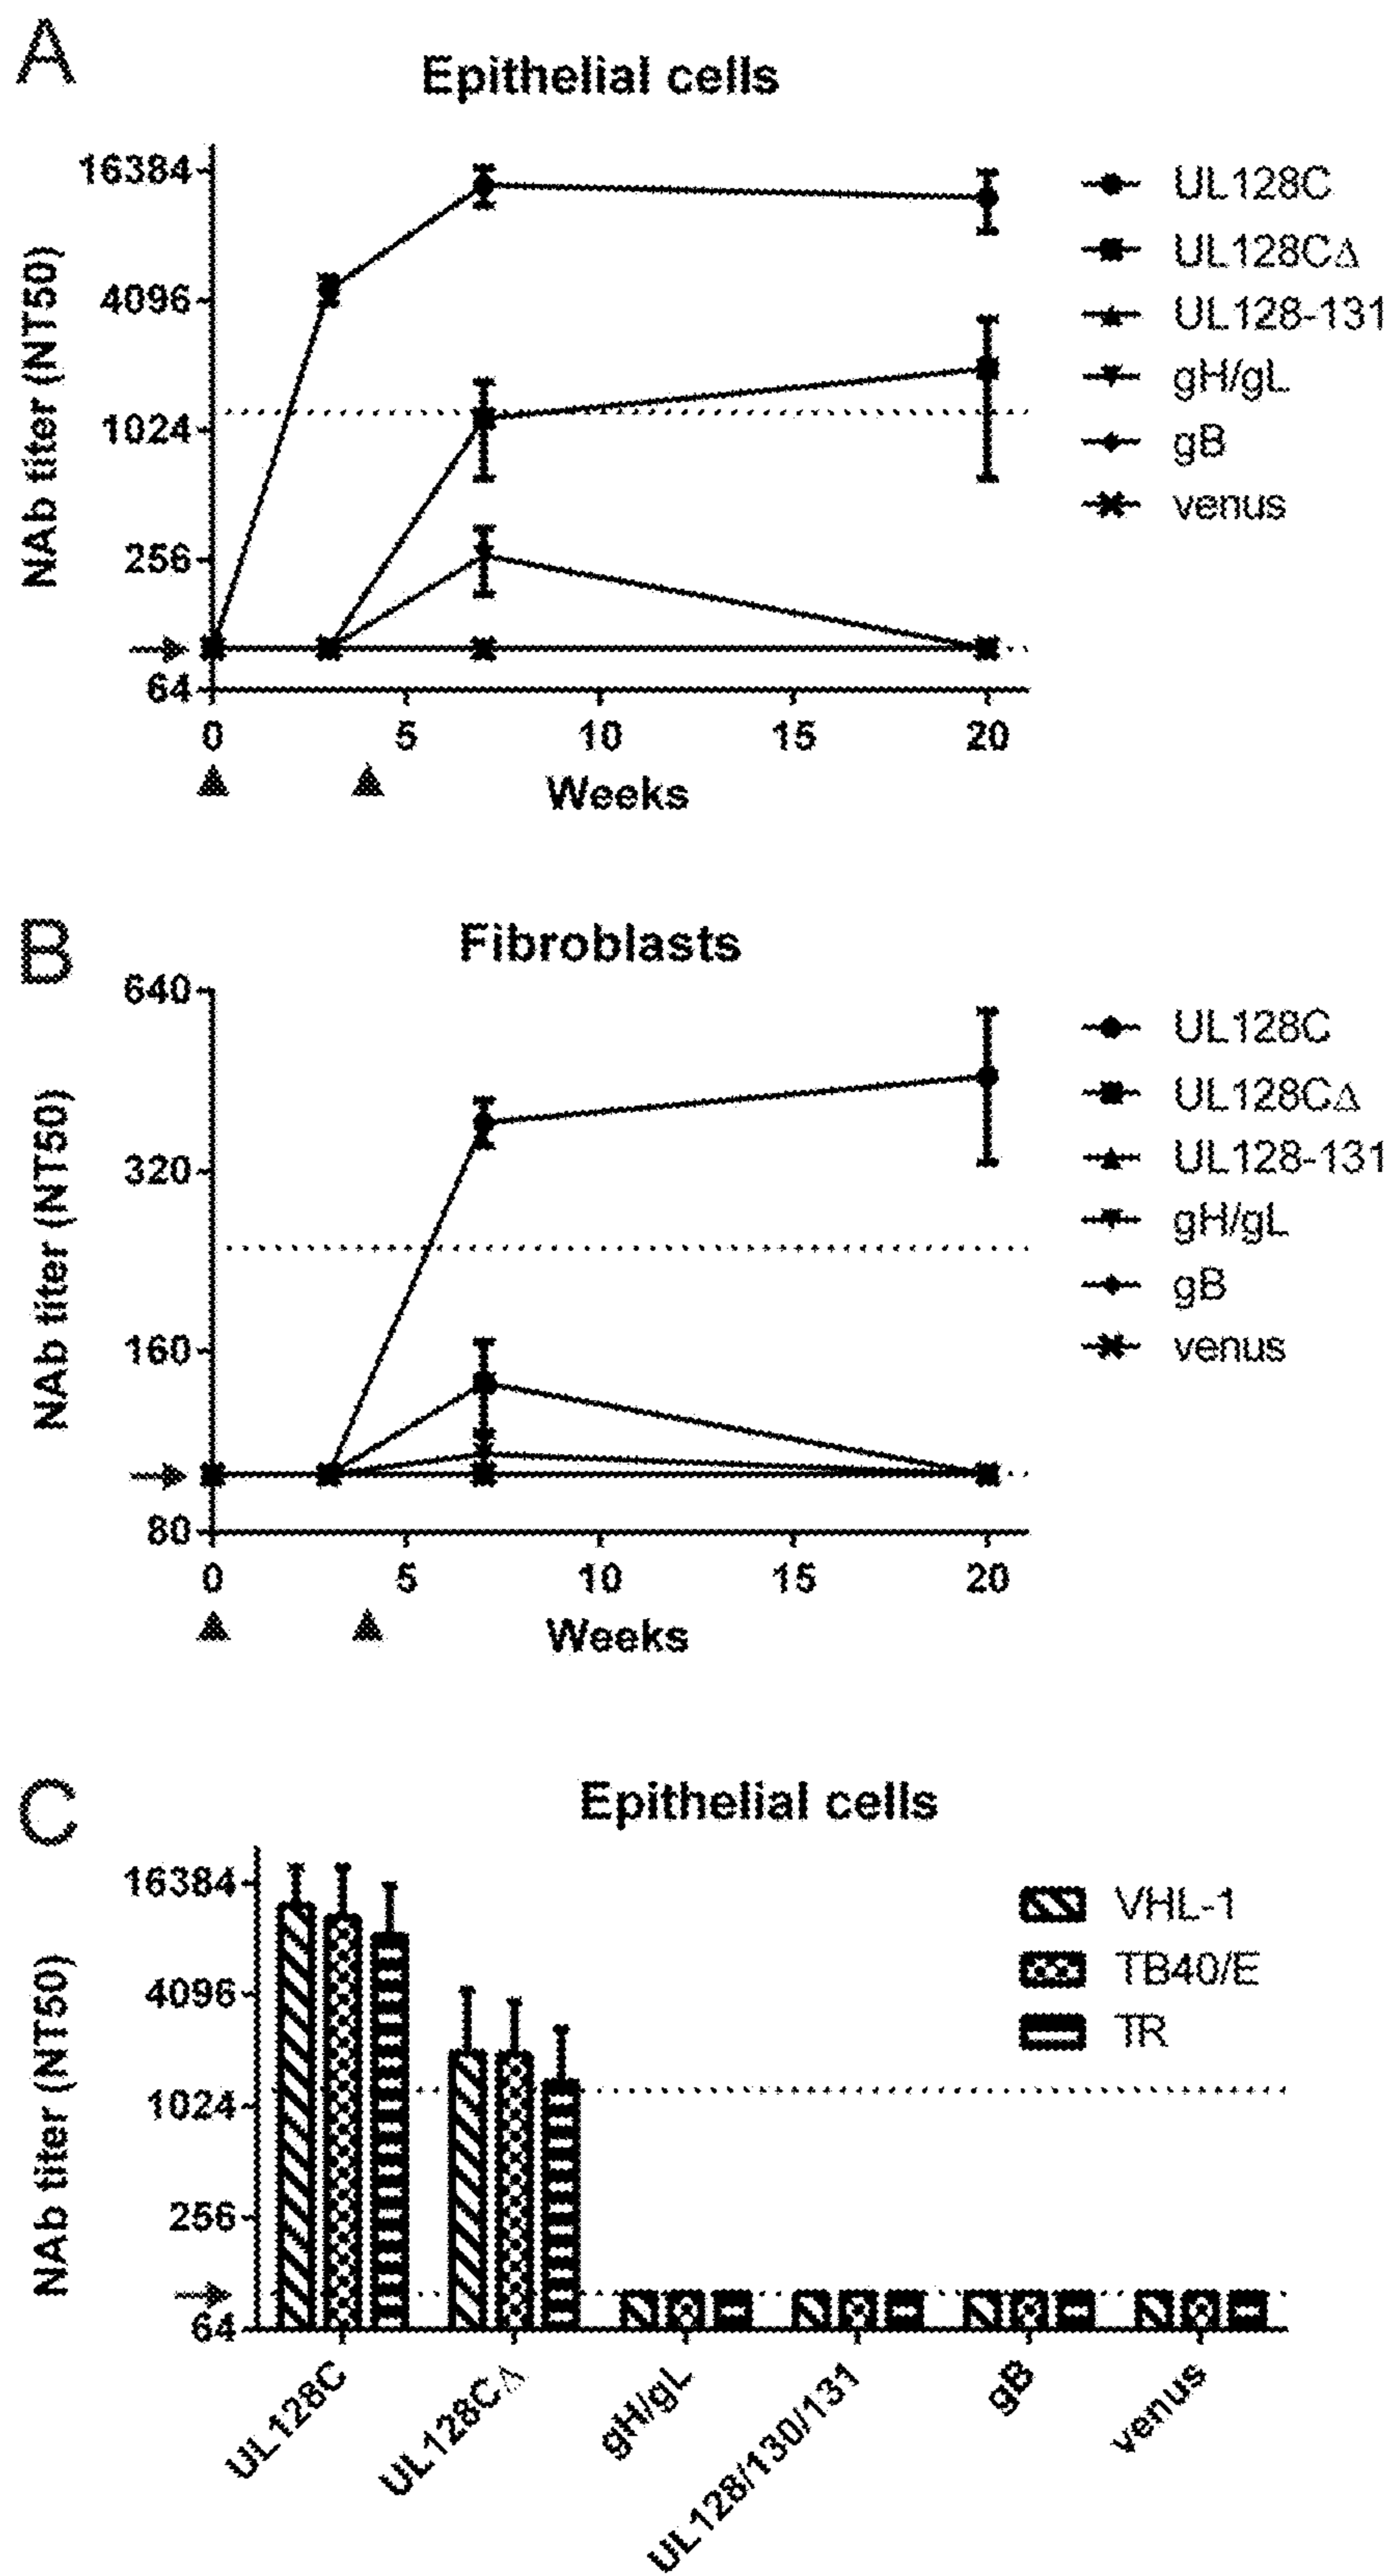 A
Epithelial cells
NAb titer (NT50)
16384
4096
1024
256
64
0 5 10 15 20
Weeks
UL128C
UL128CΔ
UL128-131
gH/gL
gB
venus
B
Fibroblasts
NAb titer (NT50)
640
320
160
80
0 5 10 15 20
Weeks
UL128C
UL128CΔ
UL128-131
gH/gL
gB
venus
C
Epithelial cells
NAb titer (NT50)
16384
4096
1024
256
64
VHL-1
TB40/E
TR
UL128C
UL128CΔ
gH/gL
UL128/130/131
gB
venus